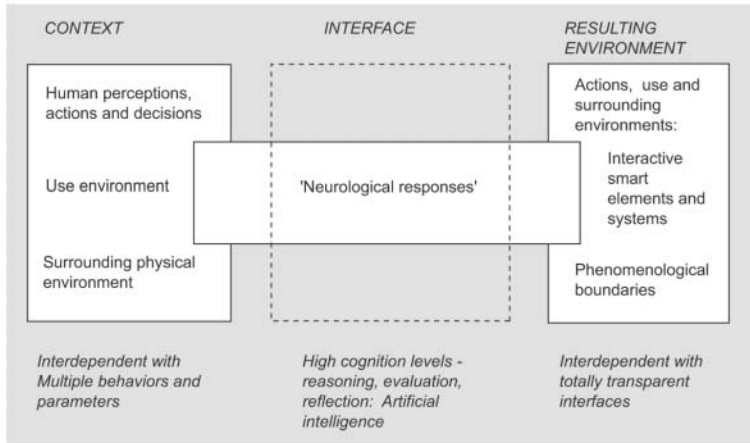 CONTEXT
Human perceptions,
actions and decisions
Use environment
Surrounding physical
environment
Interdependent with
Multiple behaviors and
parameters
INTERFACE
'Neurological responses'
High cognition levels -
reasoning, evaluation,
reflection: Artificial
intelligence
RESULTING
ENVIRONMENT
Actions, use and
surrounding
environments:
Interactive
smart
elements and
systems
Phenomenological
boundaries
Interdependent with
totally transparent
interfaces